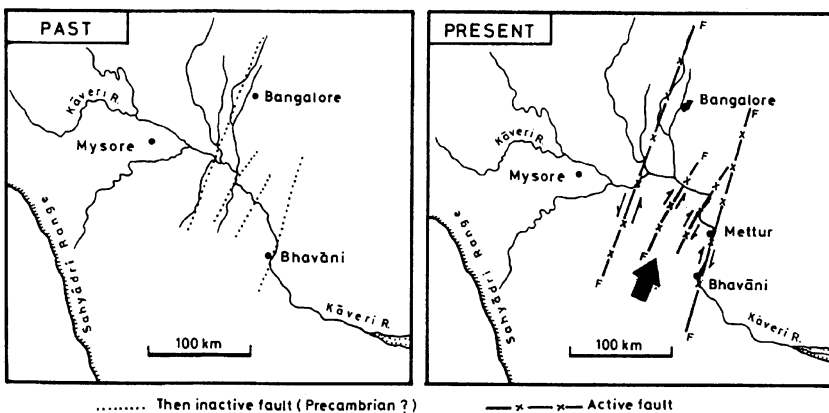 PAST
Kāveri R.
Bangalore
Mysore
Bhavāni
Sahyādri Range
Kāveri R.
100 km
PRESENT
F
Bangalore
F
Kāveri R.
F
Mysore
Mettur
Sahyādri Range
F
F
Bhavāni
Kāveri R.
100 km
F
.......... Then inactive fault (Precambrian ?)
—x—x— Active fault